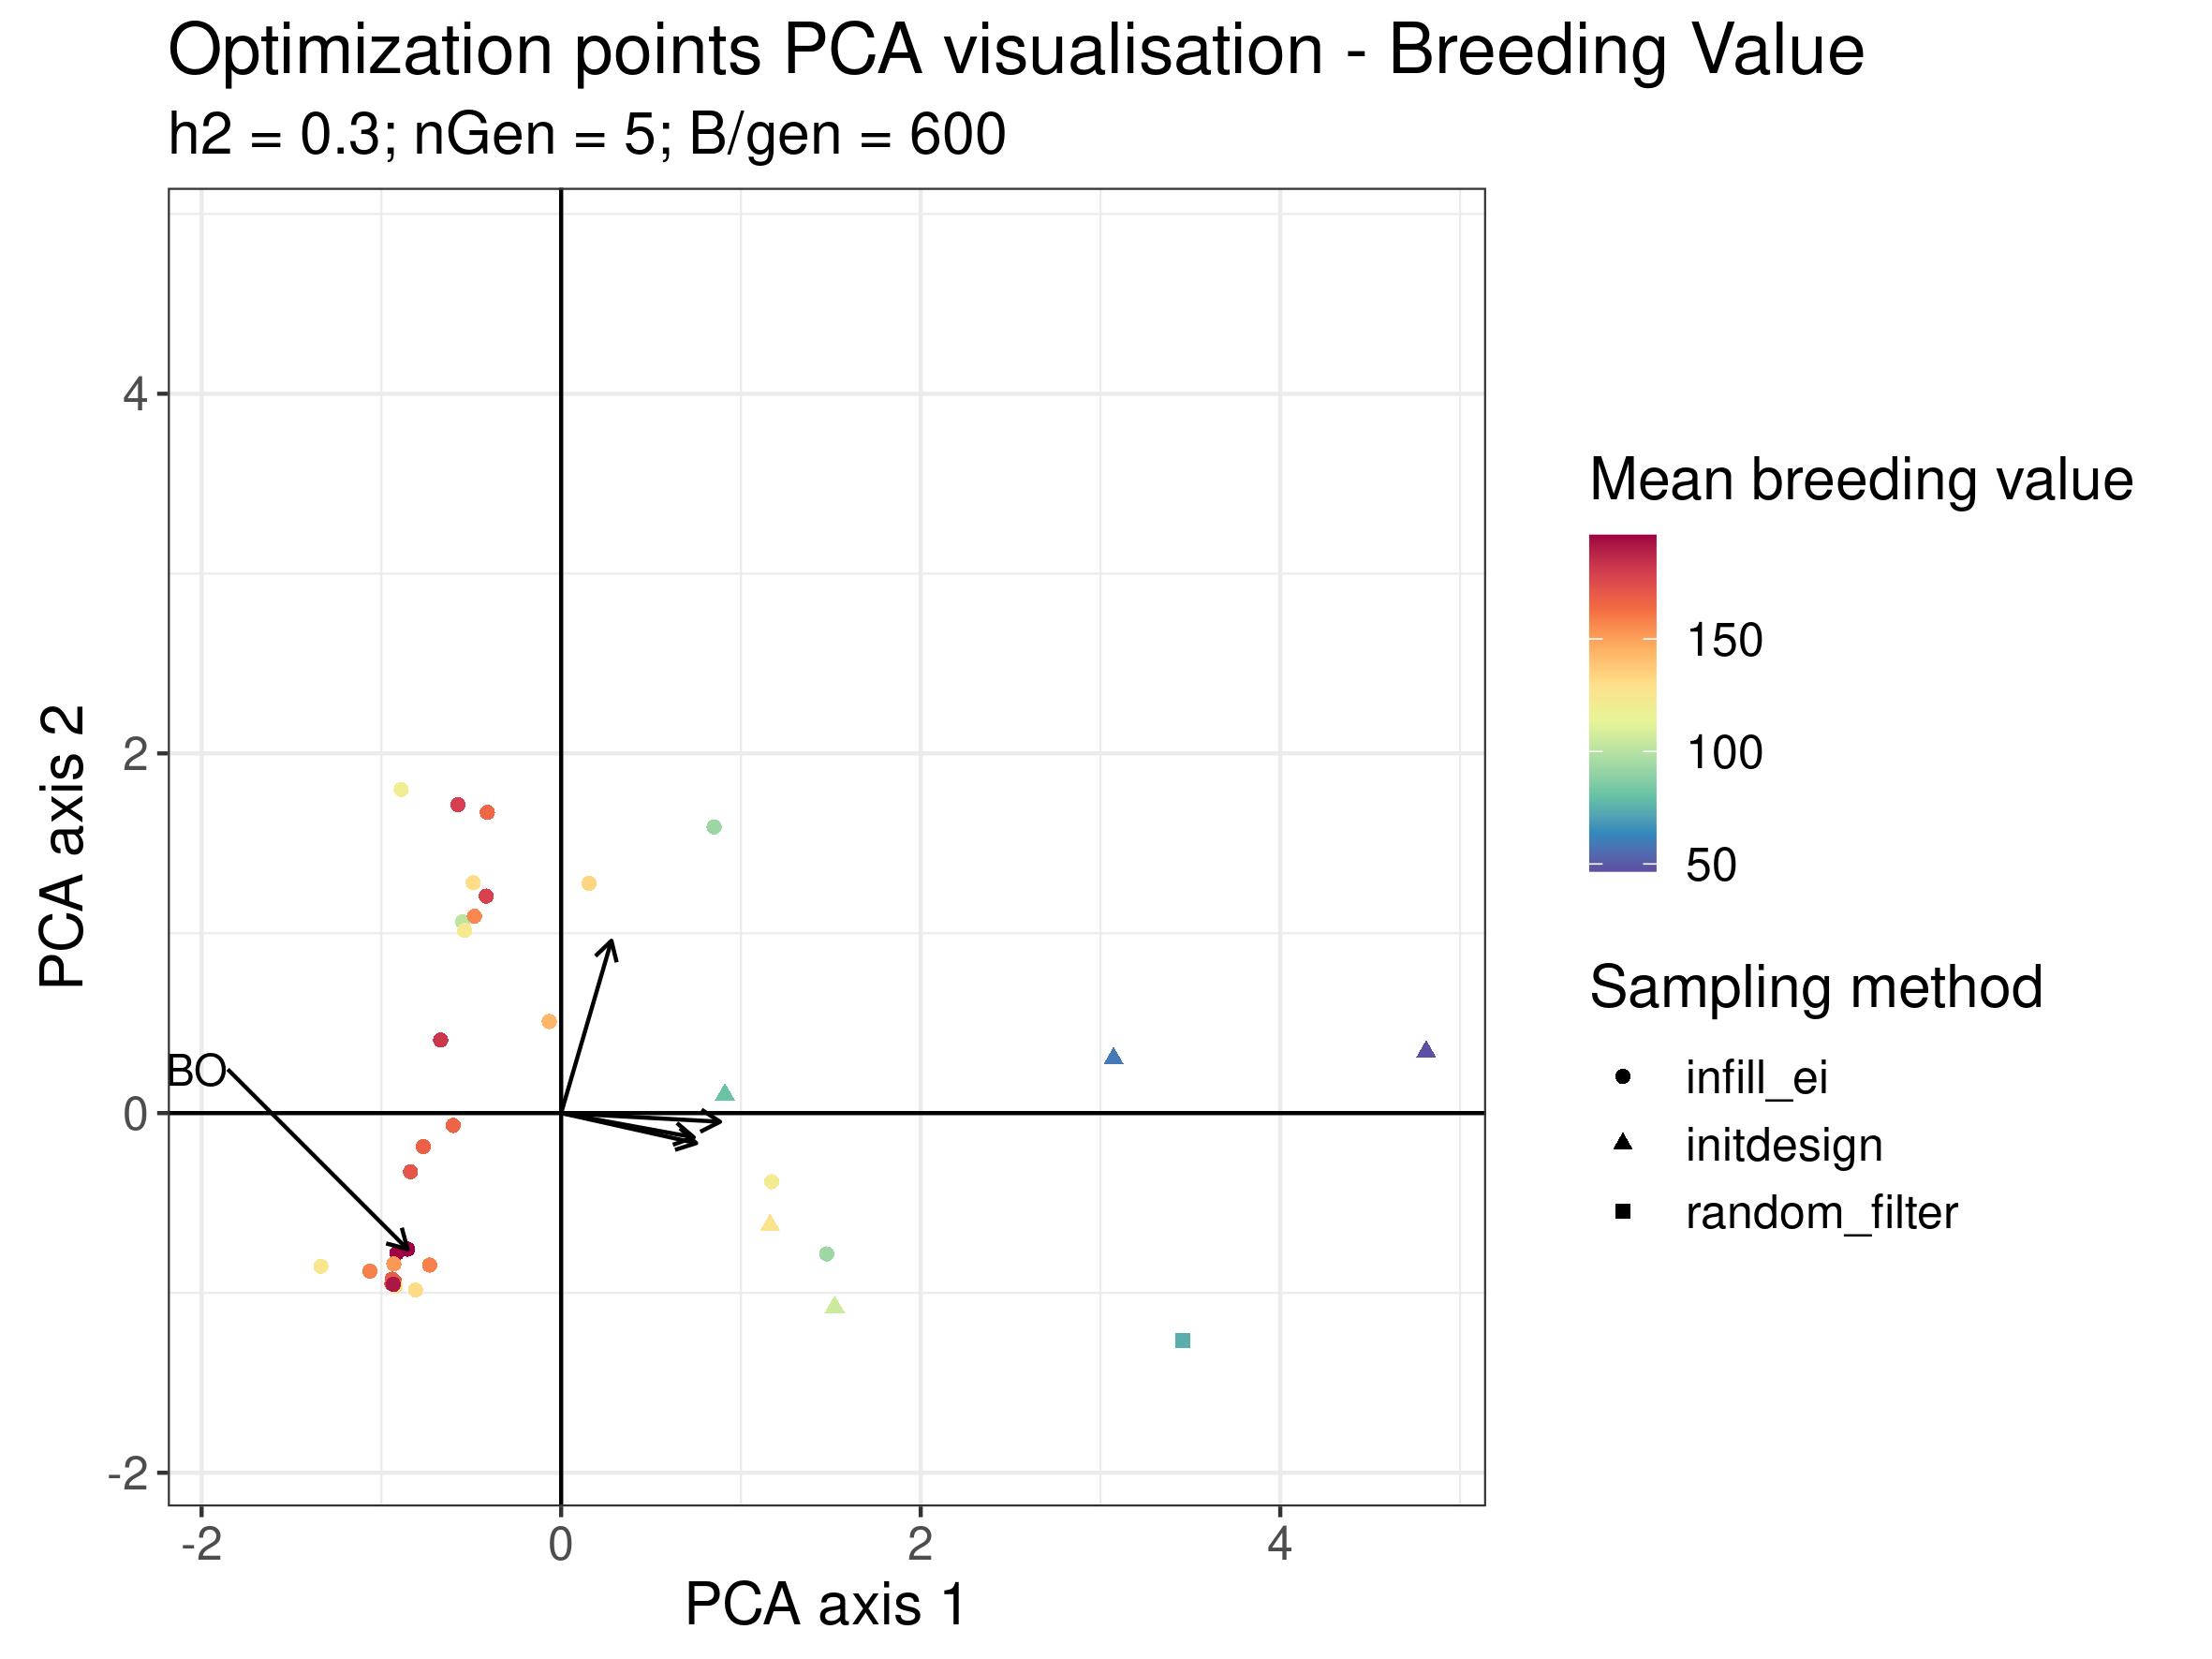 Optimization points PCA visualisation - Breeding Value
h2 = 0.3; nGen = 5; B/gen = 600
PCA axis 2
4
2
0
-2
BO
-2
0
2
4
PCA axis 1
Mean breeding value
150
100
50
Sampling method
infill_ei
initdesign
random_filter